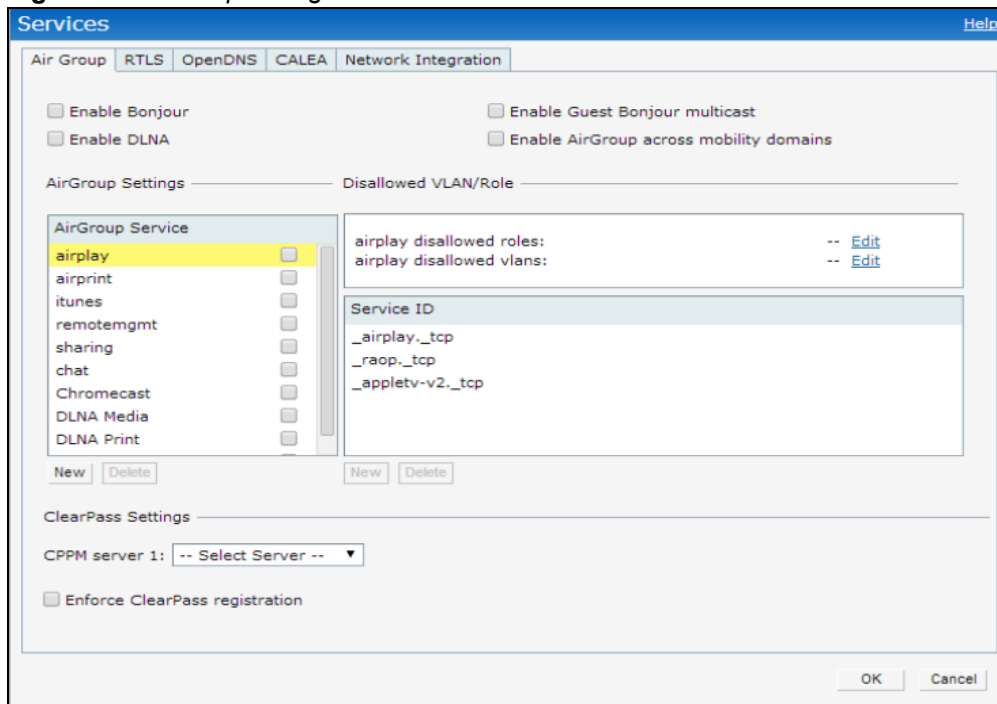 Services
Help
Air Group RTLS OpenDNS CALEA Network Integration
Enable Bonjour
Enable Guest Bonjour multicast
Enable DLNA
Enable AirGroup across mobility domains
AirGroup Settings
Disallowed VLAN/Role
AirGroup Service
airplay
airprint
itunes
remotemgmt
sharing
chat
Chromecast
DLNA Media
DLNA Print
New Delete
airplay disallowed roles: -- Edit
airplay disallowed vlans: -- Edit
Service ID
_airplay._tcp
_raop._tcp
_appletv-v2._tcp
New Delete
ClearPass Settings
CPPM server 1: -- Select Server --
Enforce ClearPass registration
OK Cancel